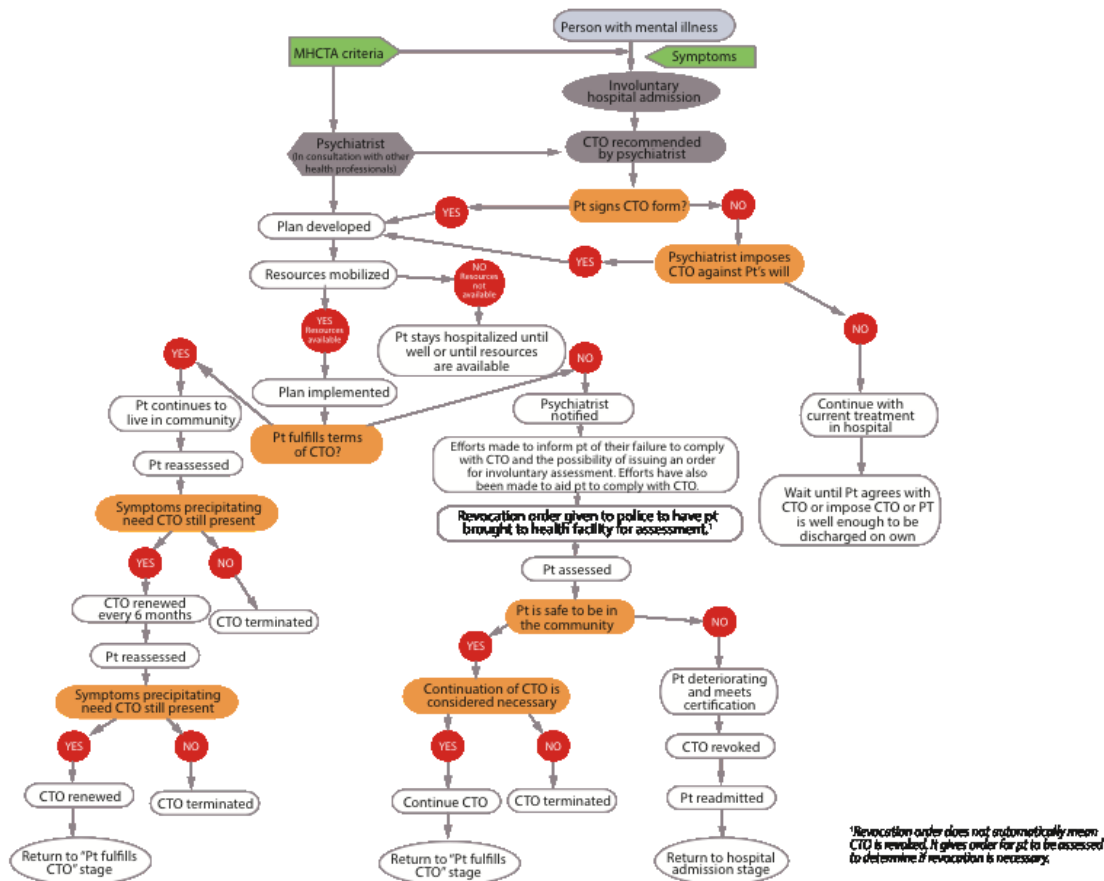 Person with mental illness
MHCTA criteria
Symptoms
Involuntary
hospital admission
Psychiatrist
(In consultation with other
health professionals)
CTO recommended
by psychiatrist
Pt signs CTO form?
YES
NO
Plan developed
Psychiatrist imposes
CTO against Pt's will
YES
Resources mobilized
NO
Resources
not
available
YES
Resources
available
Pt stays hospitalized until
well or until resources
are available
NO
YES
NO
Plan implemented
Pt continues to
live in community
Psychiatrist
notified
Continue with
current treatment
in hospital
Pt fulfills terms
of CTO?
Pt reassessed
Efforts made to inform pt of their failure to comply
with CTO and the possibility of issuing an order
for involuntary assessment. Efforts have also
been made to aid pt to comply with CTO.
Wait until Pt agrees with
CTO or impose CTO or PT
is well enough to be
discharged on own
Symptoms precipitating
need CTO still present
Revocation order given to police to have pt
brought to health facility for assessment.¹
YES
NO
Pt assessed
CTO renewed
every 6 months
CTO terminated
Pt is safe to be in
the community
YES
NO
Pt reassessed
Symptoms precipitating
need CTO still present
Continuation of CTO is
considered necessary
Pt deteriorating
and meets
certification
YES
NO
YES
NO
CTO revoked
CTO renewed
CTO terminated
Continue CTO
CTO terminated
Pt readmitted
Return to "Pt fulfills
CTO" stage
Return to "Pt fulfills
CTO" stage
Return to hospital
admission stage
¹Revocation order does not automatically mean
CTO is revoked. It gives order for pt to be assessed
to determine if revocation is necessary.